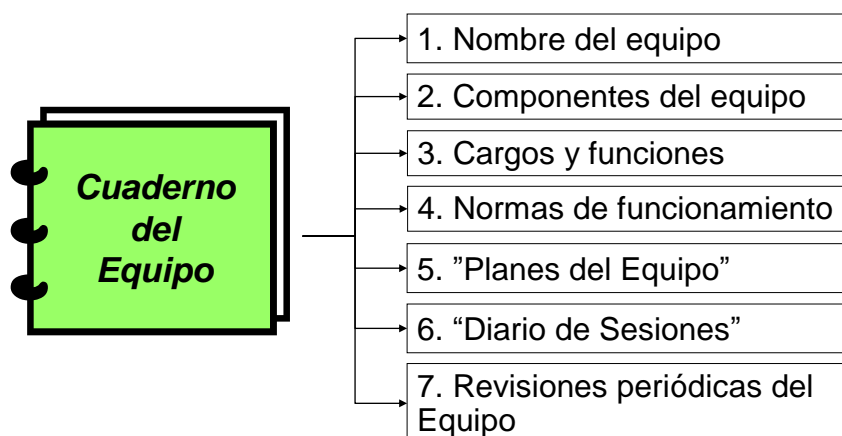 Cuaderno
del
Equipo
1. Nombre del equipo
2. Componentes del equipo
3. Cargos y funciones
4. Normas de funcionamiento
5. ”Planes del Equipo”
6. “Diario de Sesiones”
7. Revisiones periódicas del
Equipo